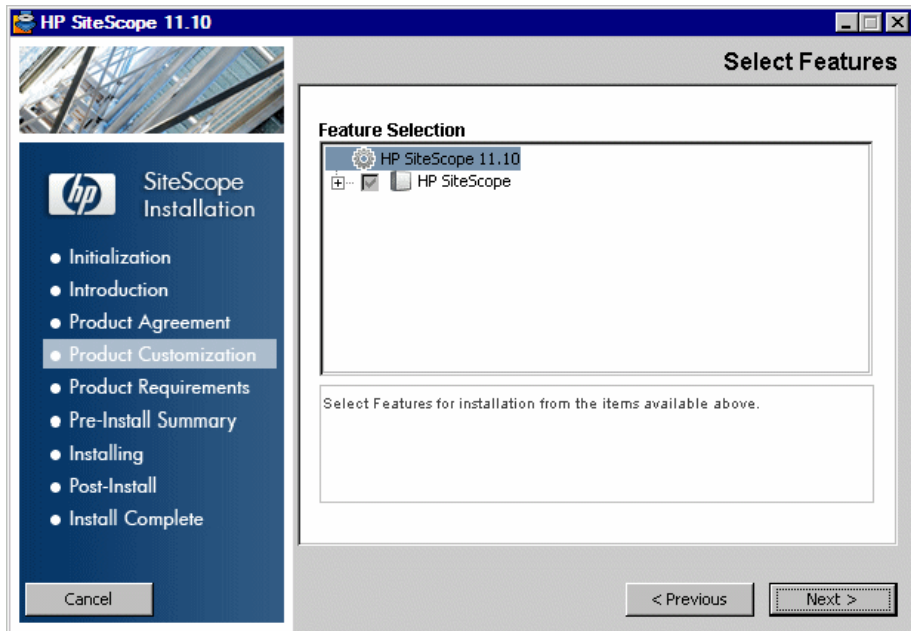 HP SiteScope 11.10
Select Features
hp
SiteScope
Installation
Initialization
Introduction
Product Agreement
Product Customization
Product Requirements
Pre-Install Summary
Installing
Post-Install
Install Complete
Feature Selection
HP SiteScope 11.10
HP SiteScope
Select Features for installation from the items available above.
Cancel
< Previous
Next >